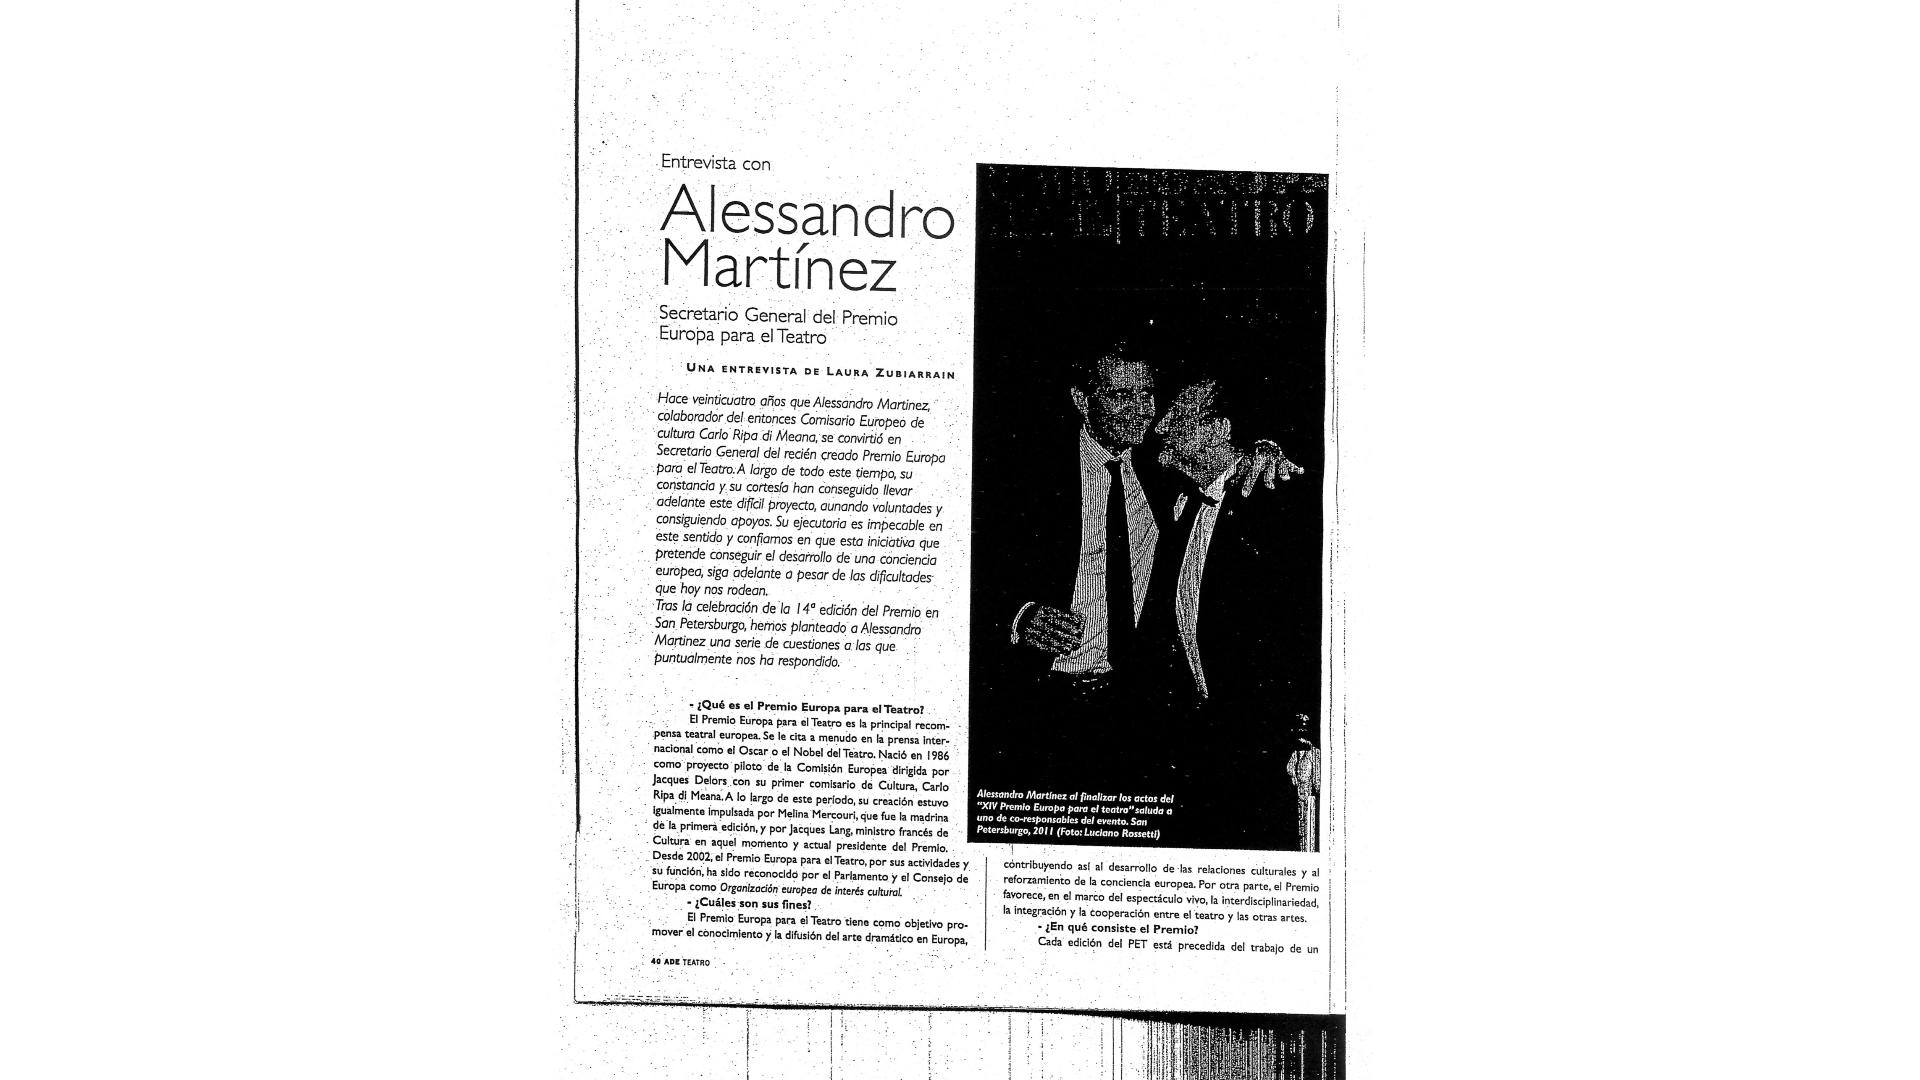 Entrevista con
Alessandro
Martínez
Secretario General del Premio
Europa para el Teatro
UNA ENTREVISTA DE LAURA ZUBIARRAIN
Hace veinticuatro años que Alessandro Martinez,
colaborador del entonces Comisario Europeo de
cultura Carlo Ripa di Meana, se convirtió en
Secretario General del recién creado Premio Europa
para el Teatro. A largo de todo este tiempo, su
constancia y su cortesía han conseguido llevar
adelante este difícil proyecto, aunando voluntades y
consiguiendo apoyos. Su ejecutoria es impecable en
este sentido y confiamos en que esta iniciativa que
pretende conseguir el desarrollo de una conciencia
europea, siga adelante a pesar de las dificultades
que hoy nos rodean.
Tras la celebración de la 14ª edición del Premio en
San Petersburgo, hemos planteado a Alessandro
Martinez una serie de cuestiones a las que
puntualmente nos ha respondido.
- ¿Qué es el Premio Europa para el Teatro?
El Premio Europa para el Teatro es la principal recom-
pensa teatral europea. Se le cita a menudo en la prensa inter-
nacional como el Oscar o el Nobel del Teatro. Nació en 1986
como proyecto piloto de la Comisión Europea dirigida por
Jacques Delors con su primer comisario de Cultura, Carlo
Ripa di Meana. A lo largo de este período, su creación estuvo
igualmente impulsada por Melina Mercouri, que fue la madrina
de la primera edición, y por Jacques Lang, ministro francés de
Cultura en aquel momento y actual presidente del Premio.
Desde 2002, el Premio Europa para el Teatro, por sus actividades y
su función, ha sido reconocido por el Parlamento y el Consejo de
Europa como Organización europea de interés cultural.
- ¿Cuáles son sus fines?
El Premio Europa para el Teatro tiene como objetivo pro-
mover el conocimiento y la difusión del arte dramático en Europa,
40 ADE TEATRO
TEATRO
Alessandro Martínez al finalizar los actos del
"XIV Premio Europa para el teatro" saluda a
uno de co-responsables del evento. San
Petersburgo, 2011 (Foto: Luciano Rossetti)
contribuyendo así al desarrollo de las relaciones culturales y al
reforzamiento de la conciencia europea. Por otra parte, el Premio
favorece, en el marco del espectáculo vivo, la interdisciplinariedad,
la integración y la cooperación entre el teatro y las otras artes.
- ¿En qué consiste el Premio?
Cada edición del PET está precedida del trabajo de un